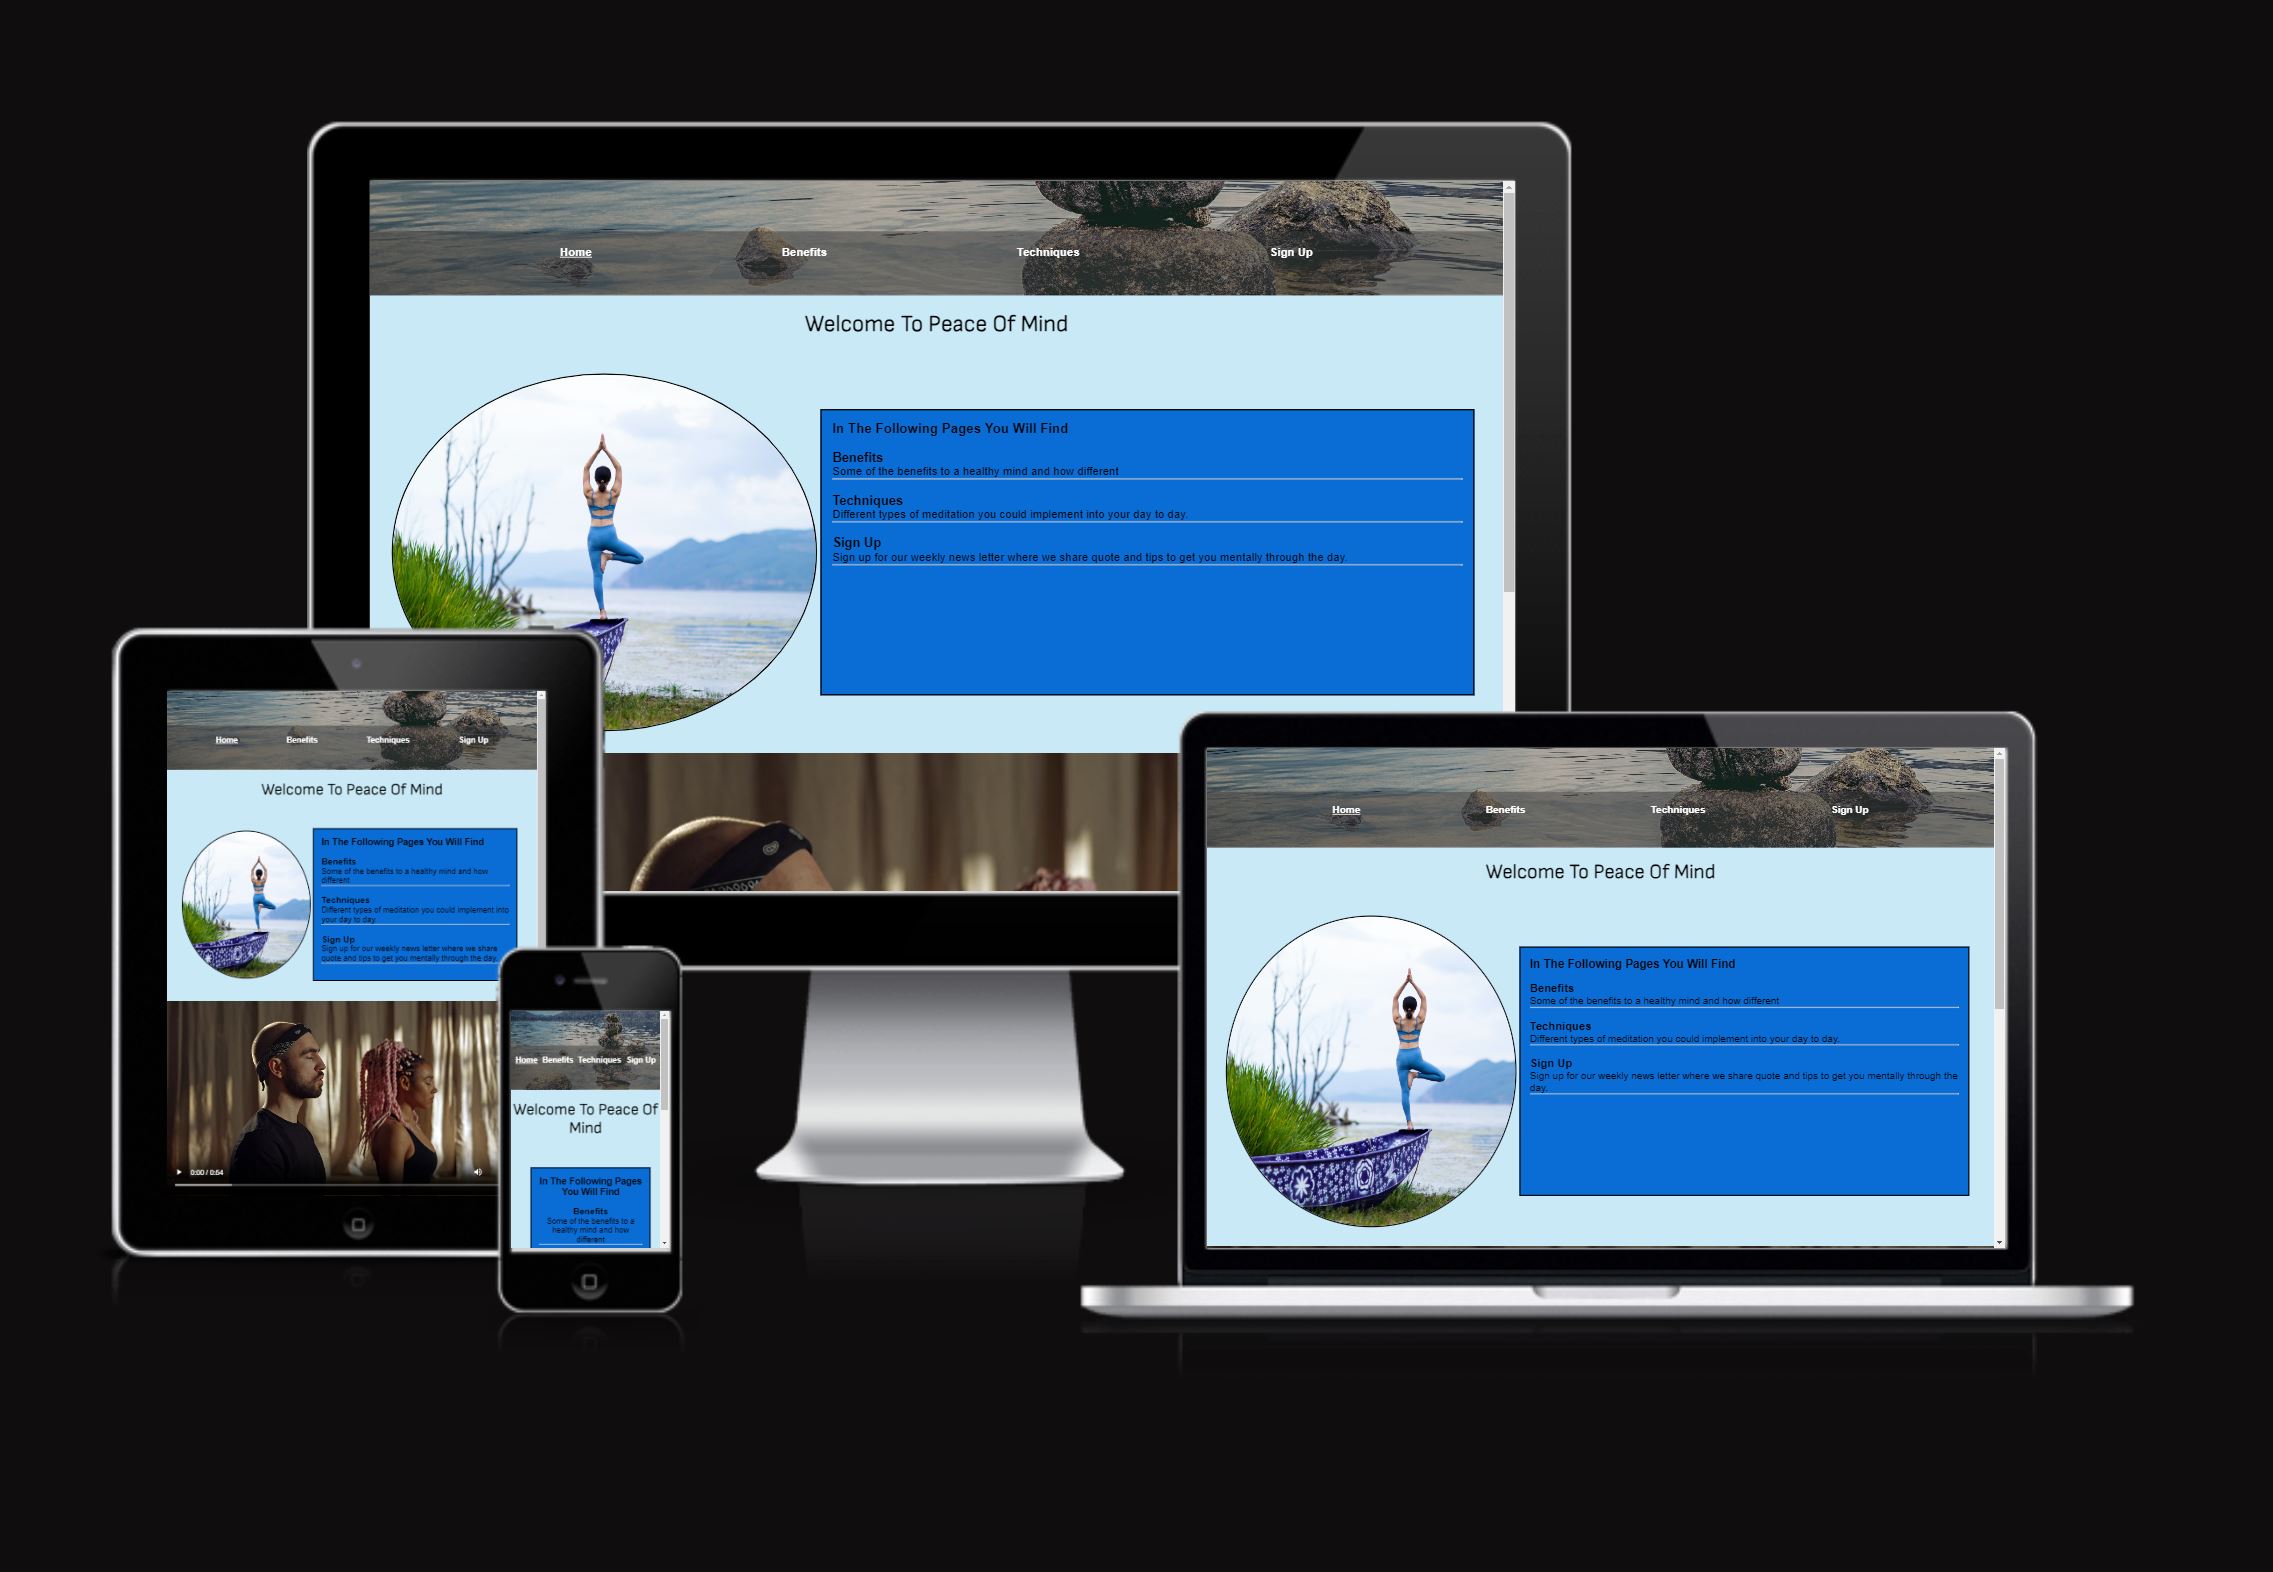 Home Benefits Techniques Sign Up
Welcome To Peace Of Mind
In The Following Pages You Will Find
Benefits
Some of the benefits to a healthy mind and how different
Techniques
Different types of meditation you could implement into your day to day.
Sign Up
Sign up for our weekly news letter where we share quote and tips to get you mentally through the day.
Home Benefits Techniques Sign Up
Welcome To Peace Of Mind
In The Following Pages You Will Find
Benefits
Some of the benefits to a healthy mind and how
different
Techniques
Different types of meditation you could implement into
your day to day.
Sign Up
Sign up for our weekly news letter where we share
quote and tips to get you mentally through the day.
0:00 / 0:54
Home Benefits Techniques Sign Up
Welcome To Peace Of
Mind
In The Following Pages
You Will Find
Benefits
Some of the benefits to a
healthy mind and how
different
Home Benefits Techniques Sign Up
Welcome To Peace Of Mind
In The Following Pages You Will Find
Benefits
Some of the benefits to a healthy mind and how different
Techniques
Different types of meditation you could implement into your day to day.
Sign Up
Sign up for our weekly news letter where we share quote and tips to get you mentally through the
day.